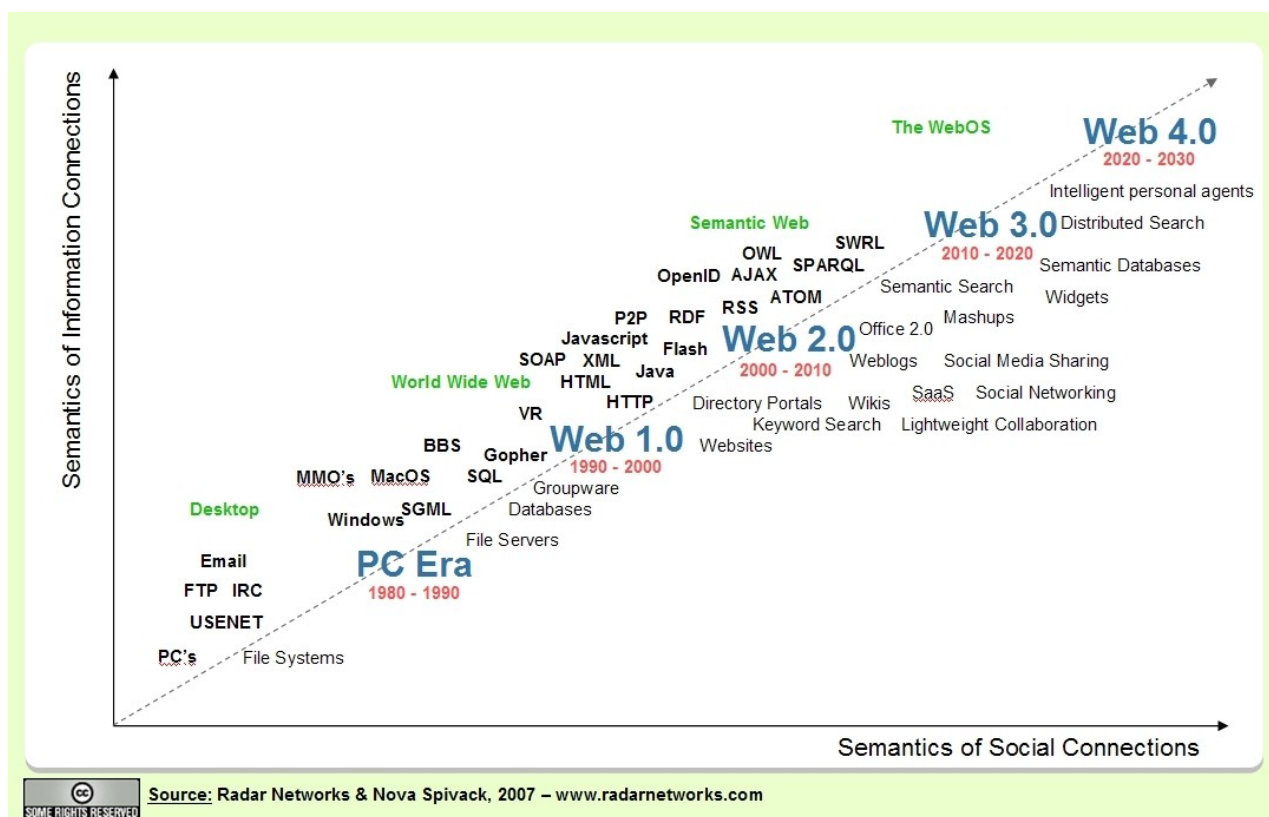 Semantics of Information Connections
The WebOS
Web 4.0
2020 - 2030
Intelligent personal agents
Semantic Web
Web 3.0
Distributed Search
2010 - 2020
SWRL
OWL
SPARQL
Semantic Databases
OpenID
AJAX
Semantic Search
Widgets
ATOM
RSS
P2P
RDF
Mashups
Office 2.0
Javascript
Web 2.0
Flash
SOAP
XML
Weblogs
Social Media Sharing
Java
2000 - 2010
World Wide Web
HTML
SaaS
Social Networking
HTTP
Directory Portals
Wikis
VR
Keyword Search
Lightweight Collaboration
Web 1.0
BBS
Websites
Gopher
1990 - 2000
MMO's
MacOS
SQL
Groupware
Desktop
SGML
Databases
Windows
File Servers
Email
PC Era
FTP
IRC
1980 - 1990
USENET
PC's
File Systems
Semantics of Social Connections
cc
SOME RIGHTS RESERVED
Source: Radar Networks & Nova Spivack, 2007 – www.radarnetworks.com